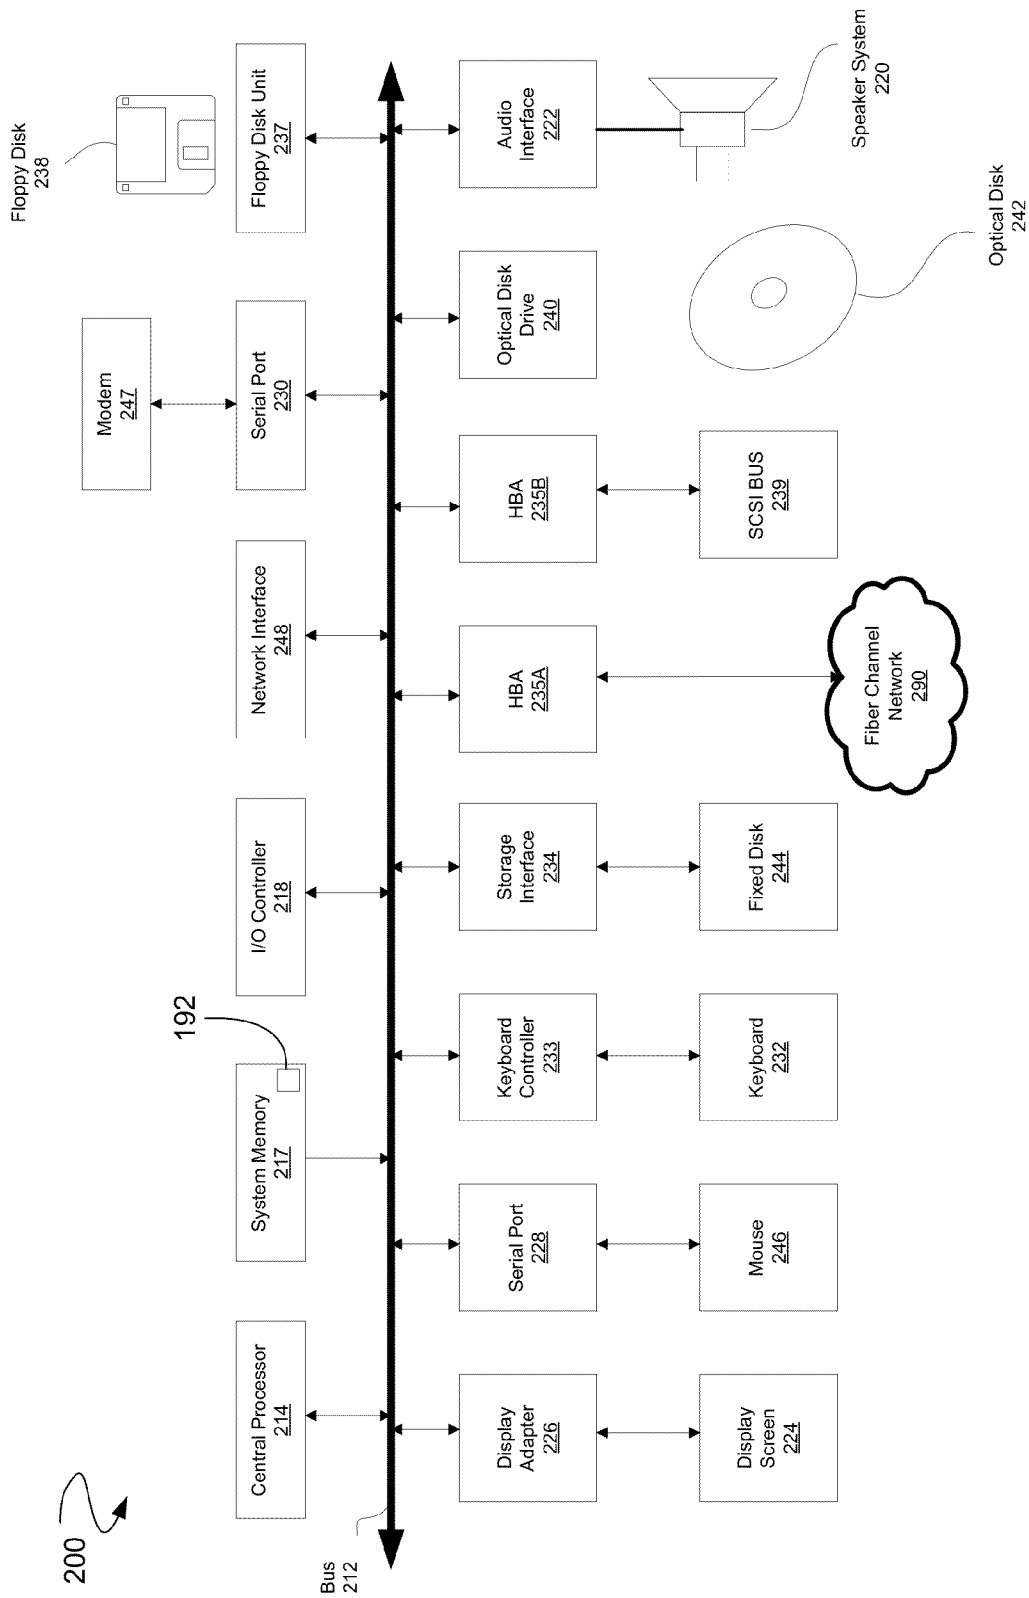 200
Bus
212
Central Processor
214
System Memory
217
192
I/O Controller
218
Network Interface
248
Modem
247
Serial Port
230
Floppy Disk
238
Floppy Disk Unit
237
Display
Adapter
226
Serial Port
228
Keyboard
Controller
233
Storage
Interface
234
HBA
235A
HBA
235B
Optical Disk
Drive
240
Audio
Interface
222
Display
Screen
224
Mouse
246
Keyboard
232
Fixed Disk
244
Fiber Channel
Network
290
SCSI BUS
239
Optical Disk
242
Speaker System
220